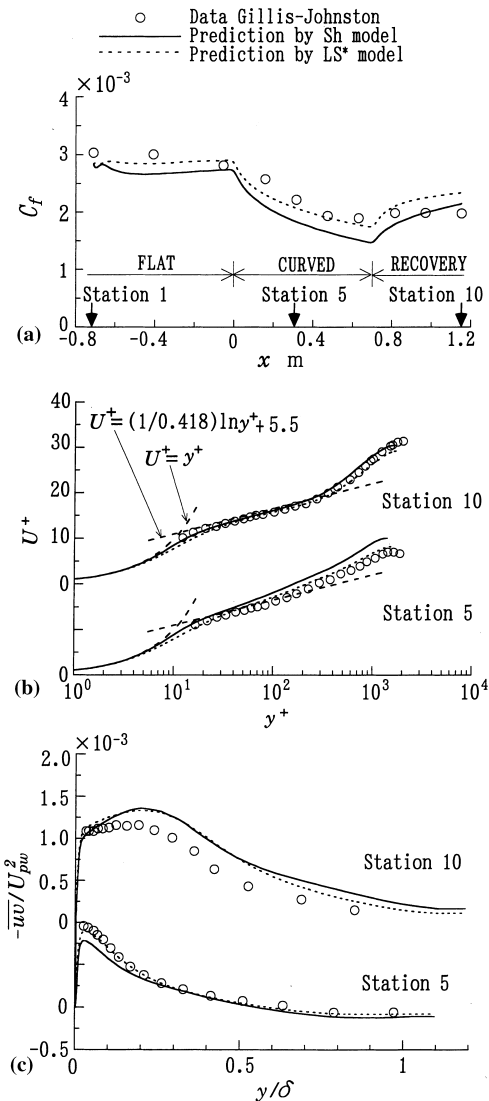 Data Gillis-Johnston
Prediction by Sh model
Prediction by LS* model
×10⁻³
4
3
2
1
0
C_f
FLAT
CURVED
RECOVERY
Station 1
Station 5
Station 10
(a)
-0.8
-0.4
0
0.4
0.8
1.2
x m
40
30
20
10
0
0
U⁺
U⁺=(1/0.418)lny⁺+5.5
U⁺=y⁺
Station 10
Station 5
(b)
10⁰
10¹
10²
10³
10⁴
y⁺
×10⁻³
2.0
1.0
0
0
-0.5
-uv/U²_pw
Station 10
Station 5
(c)
0
0.5
1
y/δ